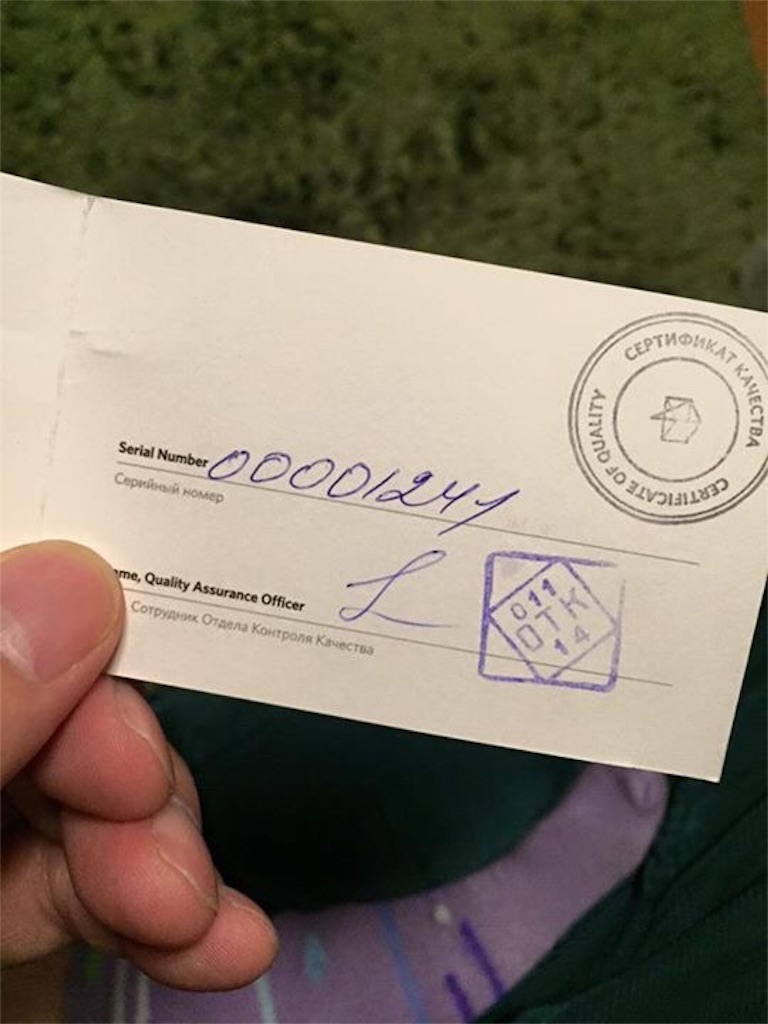 СЕРТИФИКАТ КАЧЕСТВА
CERTIFICATE OF QUALITY
Serial Number 00001241
Серийный номер
Quality Assurance Officer
Сотрудник Отдела Контроля Качества
011
ОТК
14